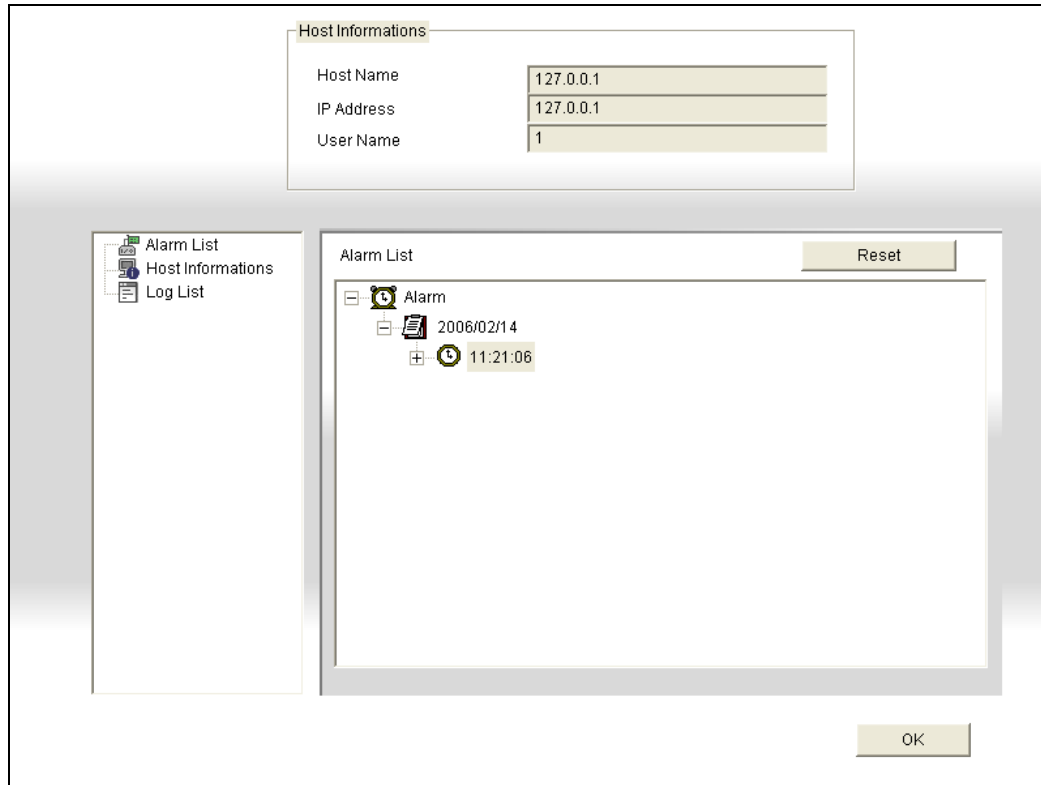 Host Informations
Host Name
127.0.0.1
IP Address
127.0.0.1
User Name
1
Alarm List
Host Informations
Log List
Alarm List
Reset
Alarm
2006/02/14
11:21:06
OK